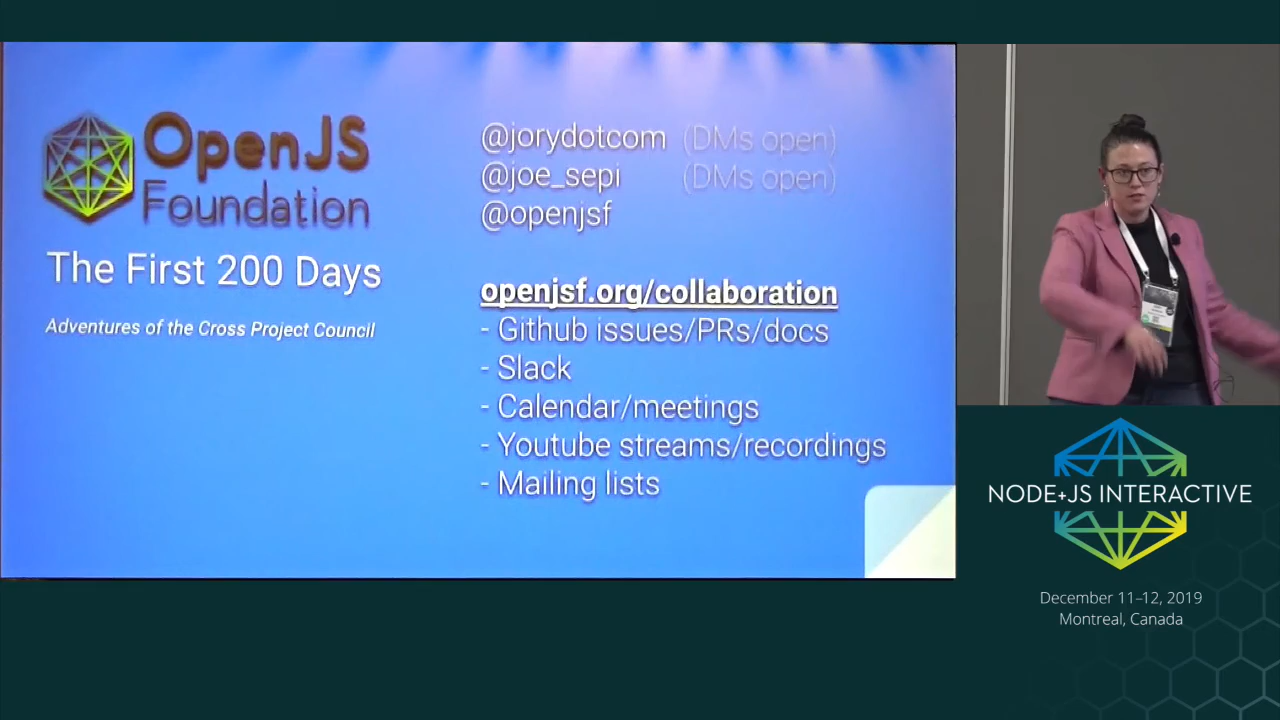 OpenJS
Foundation
The First 200 Days
Adventures of the Cross Project Council
@jorydotcom (DMs open)
@joe_sepi (DMs open)
@openjsf
openjsf.org/collaboration
- Github issues/PRs/docs
- Slack
- Calendar/meetings
- Youtube streams/recordings
- Mailing lists
NODE+JS INTERACTIVE
December 11–12, 2019
Montreal, Canada